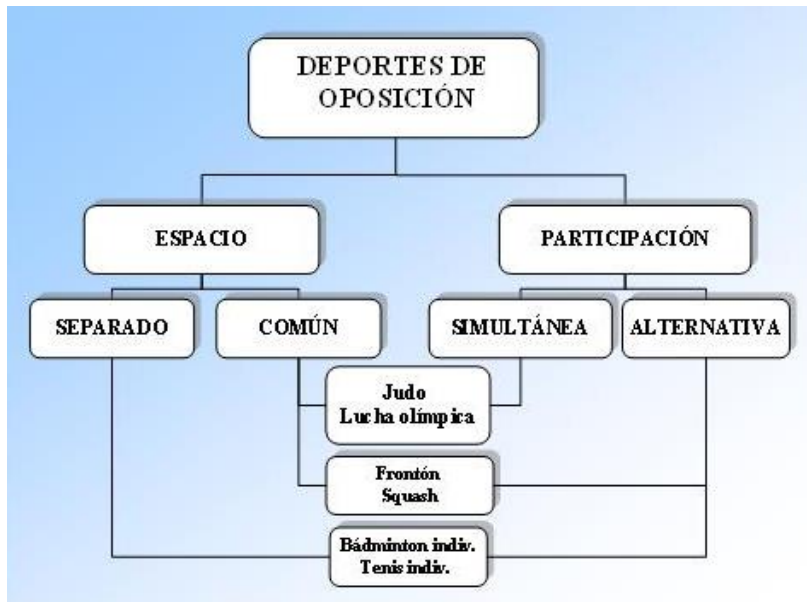 DEPORTES DE
OPOSICIÓN
ESPACIO
PARTICIPACIÓN
SEPARADO
COMÚN
SIMULTÁNEA
ALTERNATIVA
Judo
Lucha olímpica
Frontón
Squash
Bádminton indiv.
Tenis indiv.